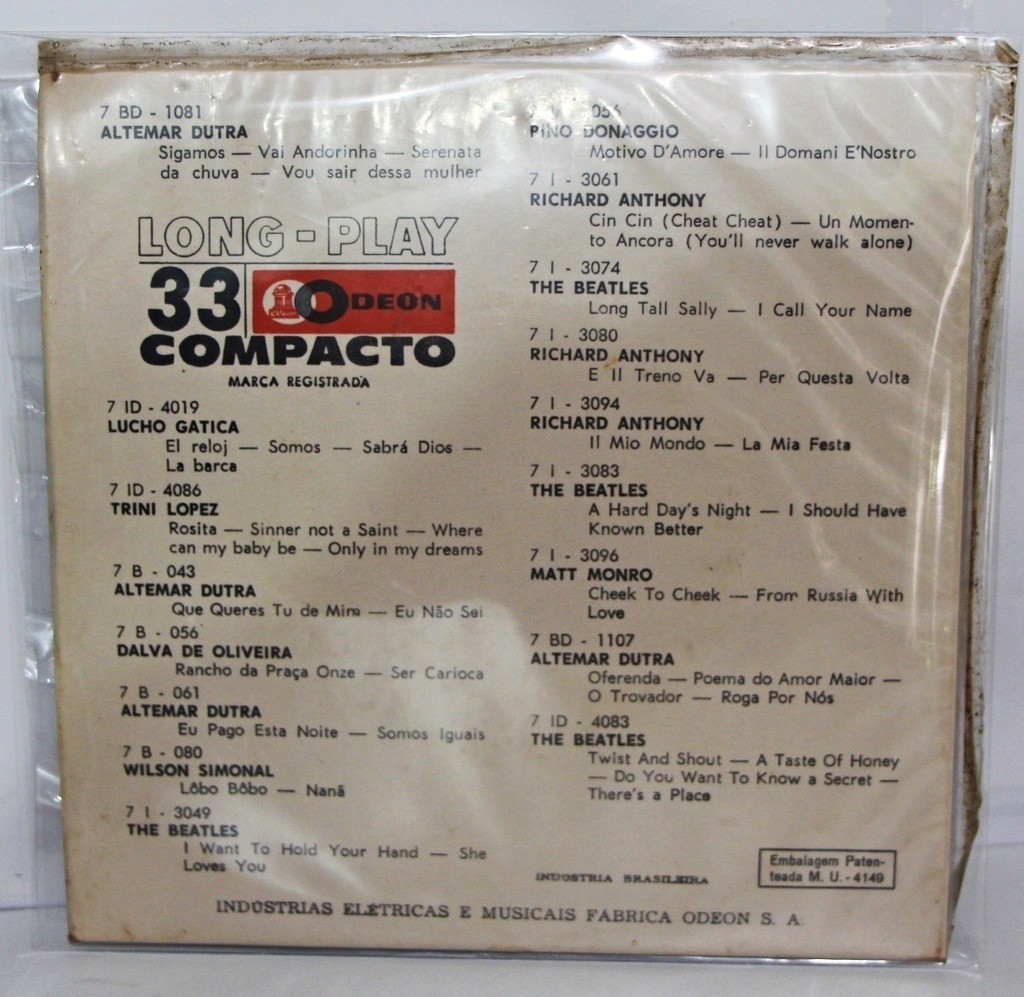 7 BD - 1081
ALTEMAR DUTRA
Sigamos — Vai Andorinha — Serenata
da chuva — Vou sair dessa mulher
LONG-PLAY
33 ODEON
COMPACTO
MARCA REGISTRADA
7 ID - 4019
LUCHO GATICA
El reloj — Somos — Sabrá Dios —
La barca
7 ID - 4086
TRINI LOPEZ
Rosita — Sinner not a Saint — Where
can my baby be — Only in my dreams
7 B - 043
ALTEMAR DUTRA
Que Queres Tu de Mim — Eu Não Sei
7 B - 056
DALVA DE OLIVEIRA
Rancho da Praça Onze — Ser Carioca
7 B - 061
ALTEMAR DUTRA
Eu Pago Esta Noite — Somos Iguais
7 B - 080
WILSON SIMONAL
Lôbo Bôbo — Nanã
7 I - 3049
THE BEATLES
I Want To Hold Your Hand — She
Loves You
7 056
PINO DONAGGIO
Motivo D'Amore — Il Domani E'Nostro
7 I - 3061
RICHARD ANTHONY
Cin Cin (Cheat Cheat) — Un Momen-
to Ancora (You'll never walk alone)
7 I - 3074
THE BEATLES
Long Tall Sally — I Call Your Name
7 I - 3080
RICHARD ANTHONY
E Il Treno Va — Per Questa Volta
7 I - 3094
RICHARD ANTHONY
Il Mio Mondo — La Mia Festa
7 I - 3083
THE BEATLES
A Hard Day's Night — I Should Have
Known Better
7 I - 3096
MATT MONRO
Cheek To Cheek — From Russia With
Love
7 BD - 1107
ALTEMAR DUTRA
Oferenda — Poema do Amor Maior —
O Trovador — Roga Por Nós
7 ID - 4083
THE BEATLES
Twist And Shout — A Taste Of Honey
— Do You Want To Know a Secret —
There's a Place
INDÚSTRIA BRASILEIRA
Embalagem Paten-
teada M. U. - 4149
INDÚSTRIAS ELÉTRICAS E MUSICAIS FABRICA ODEON S. A.